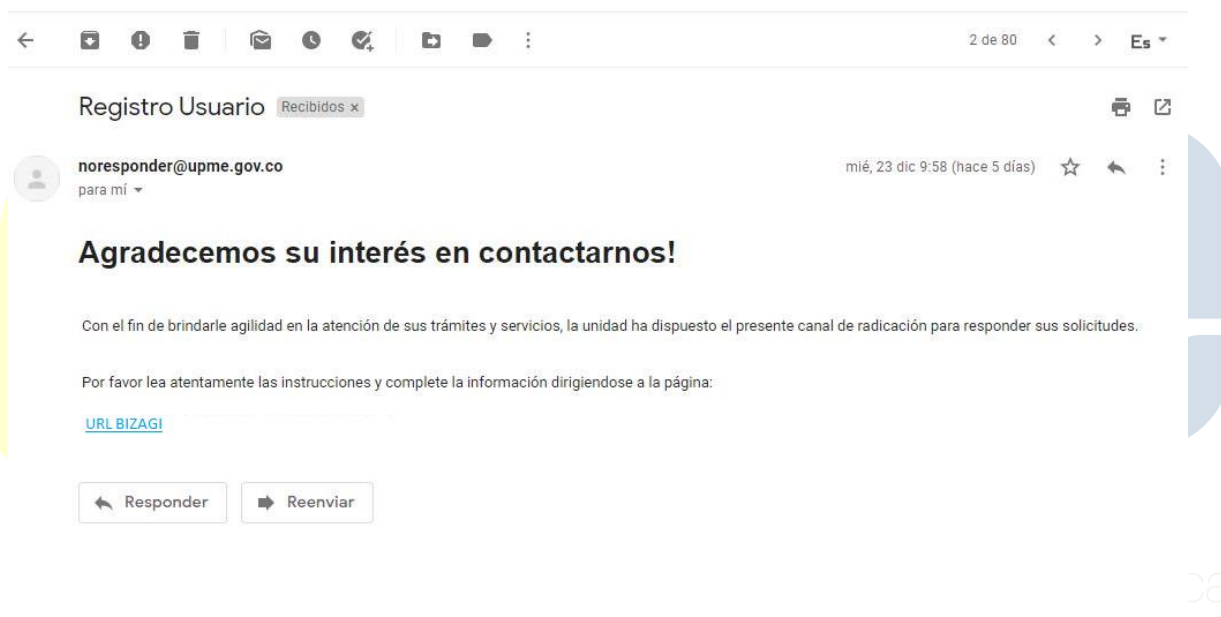 2 de 80
Es
Registro Usuario Recibidos x
noresponder@upme.gov.co
mié, 23 dic 9:58 (hace 5 días)
para mí
Agradecemos su interés en contactarnos!
Con el fin de brindarle agilidad en la atención de sus trámites y servicios, la unidad ha dispuesto el presente canal de radicación para responder sus solicitudes.
Por favor lea atentamente las instrucciones y complete la información dirigiendose a la página:
URL BIZAGI
Responder
Reenviar